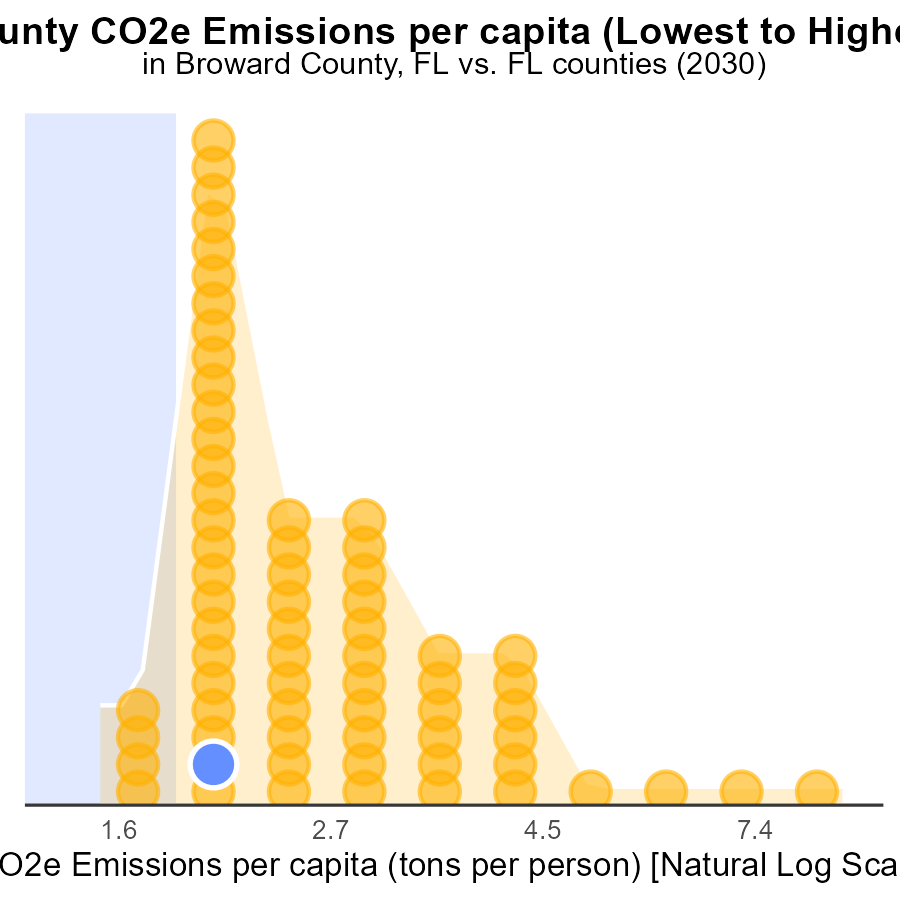 unty CO2e Emissions per capita (Lowest to Highe
in Broward County, FL vs. FL counties (2030)
1.6 2.7 4.5 7.4
O2e Emissions per capita (tons per person) [Natural Log Sca